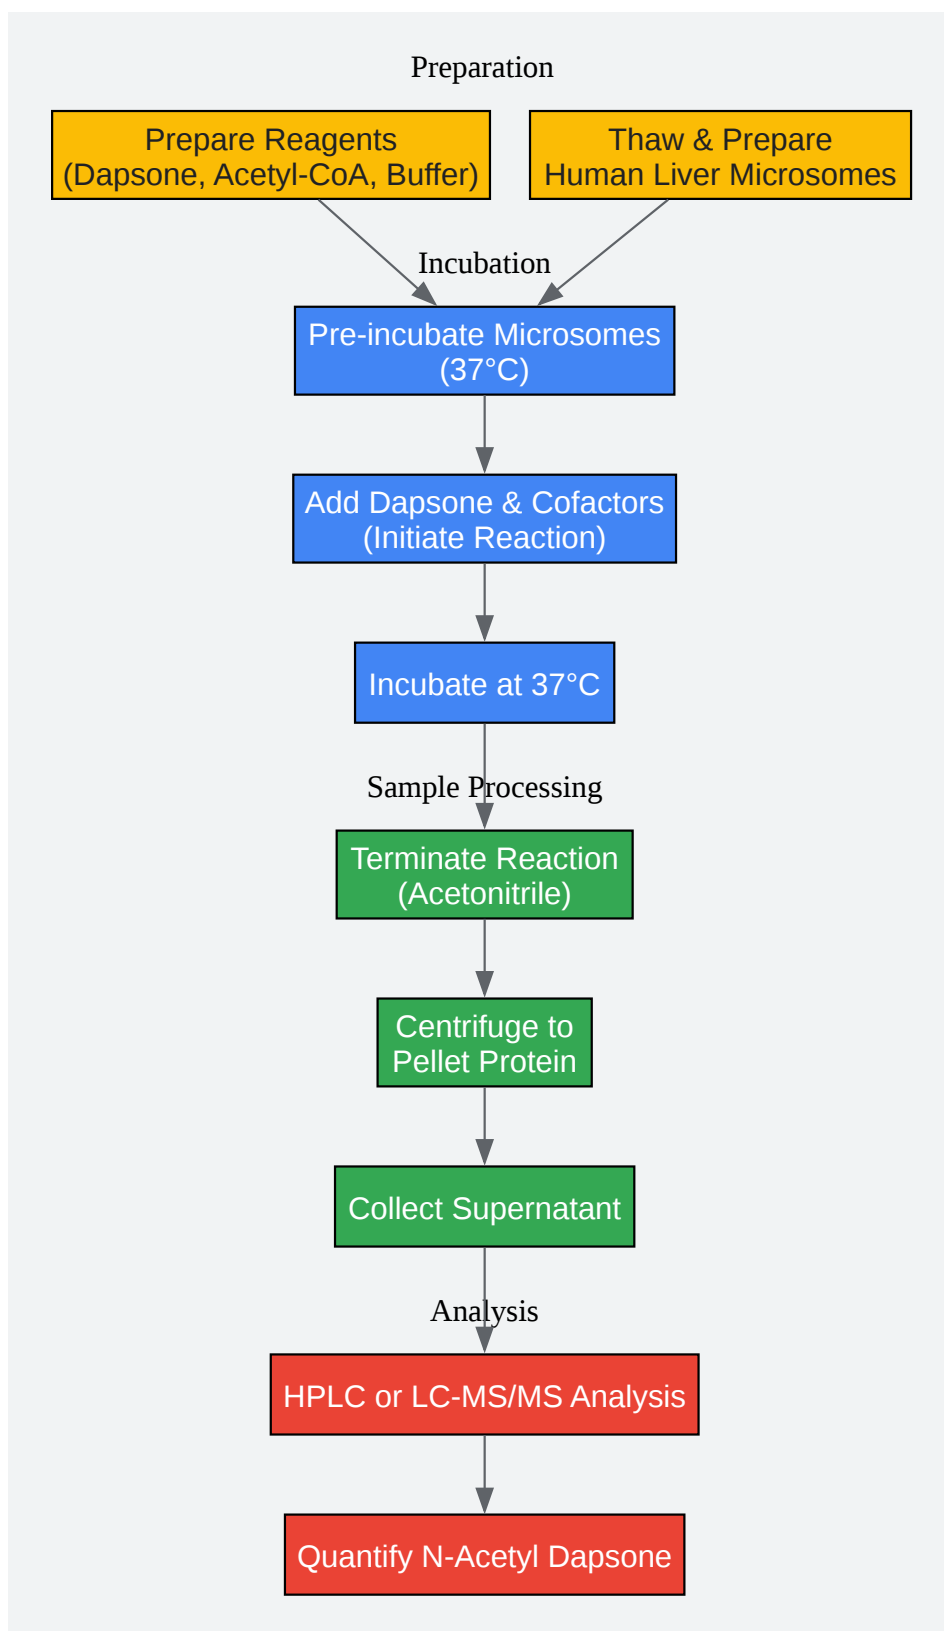 Preparation
Prepare Reagents
(Dapsone, Acetyl-CoA, Buffer)
Thaw & Prepare
Human Liver Microsomes
Incubation
Pre-incubate Microsomes
(37°C)
Add Dapsone & Cofactors
(Initiate Reaction)
Incubate at 37°C
Sample Processing
Terminate Reaction
(Acetonitrile)
Centrifuge to
Pellet Protein
Collect Supernatant
Analysis
HPLC or LC-MS/MS Analysis
Quantify N-Acetyl Dapsone